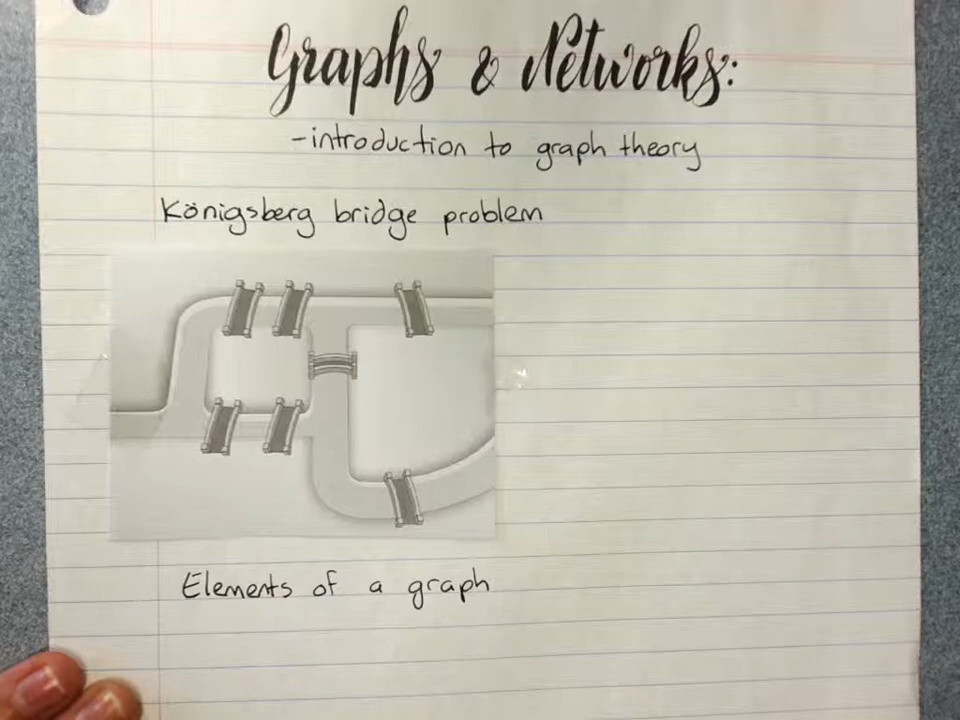 Graphs & Networks:
-introduction to graph theory
Königsberg bridge problem
Elements of a graph